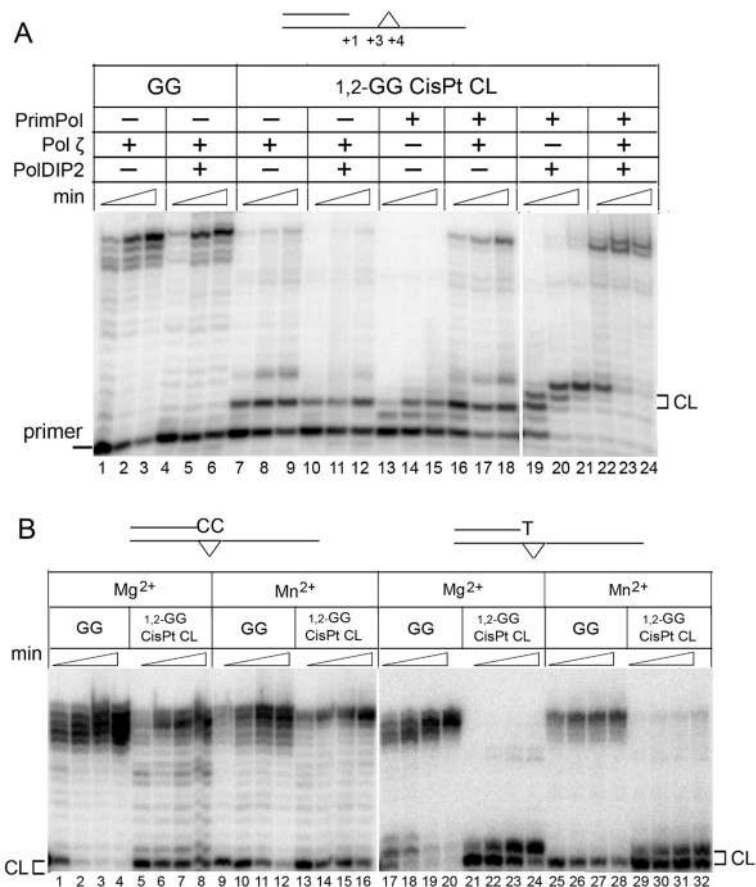 A
+1 +3 +4
GG 1,2-GG CisPt CL
PrimPol − − − − + + + +
Pol ζ + + + − − + − +
PolDIP2 − + − + − − + +
min
CL
primer
1 2 3 4 5 6 7 8 9 10 11 12 13 14 15 16 17 18 19 20 21 22 23 24
B
CC T
Mg2+ Mn2+ Mg2+ Mn2+
GG 1,2-GG CisPt CL GG 1,2-GG CisPt CL GG 1,2-GG CisPt CL GG 1,2-GG CisPt CL
min
CL CL
1 2 3 4 5 6 7 8 9 10 11 12 13 14 15 16 17 18 19 20 21 22 23 24 25 26 27 28 29 30 31 32